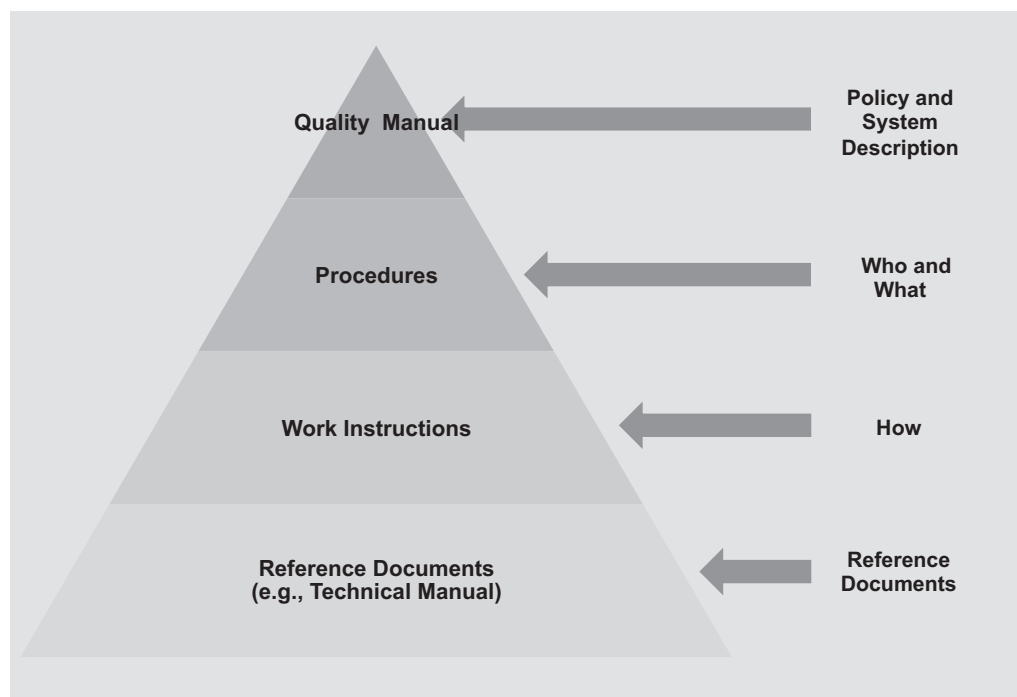 Quality Manual
Policy and
System
Description
Procedures
Who and
What
Work Instructions
How
Reference Documents
(e.g., Technical Manual)
Reference
Documents